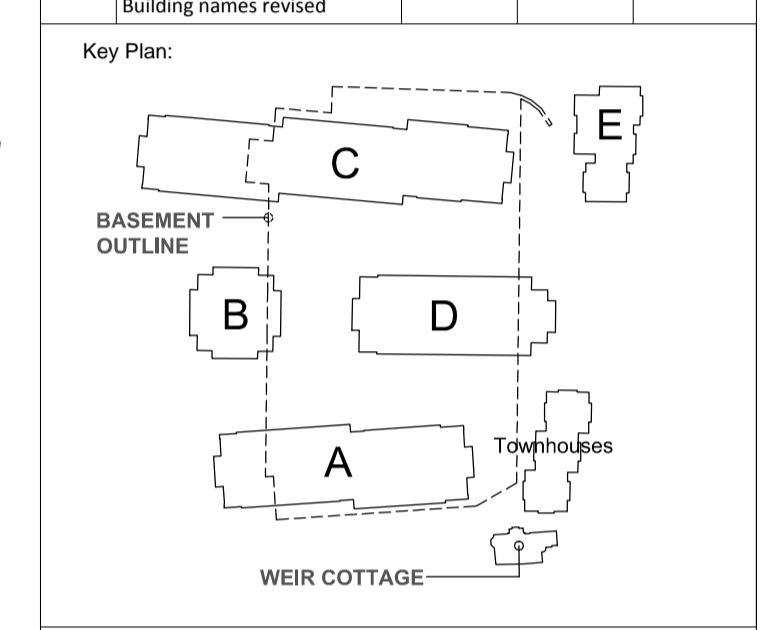 Building names revised
Key Plan:
E
C
BASEMENT
OUTLINE
B
D
A
Townhouses
WEIR COTTAGE